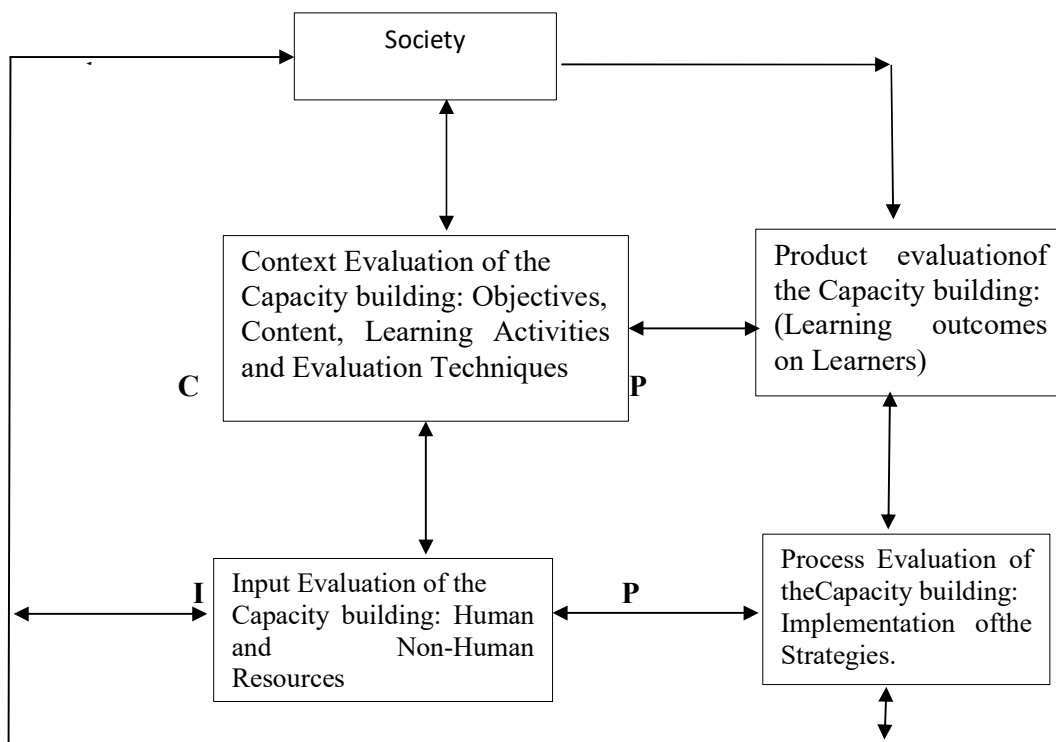 Society
Context Evaluation of the
Capacity building: Objectives,
Content, Learning Activities
and Evaluation Techniques
C
P
Product evaluationof
the Capacity building:
(Learning outcomes
on Learners)
I
Input Evaluation of the
Capacity building: Human
and Non-Human
Resources
P
Process Evaluation of
theCapacity building:
Implementation ofthe
Strategies.